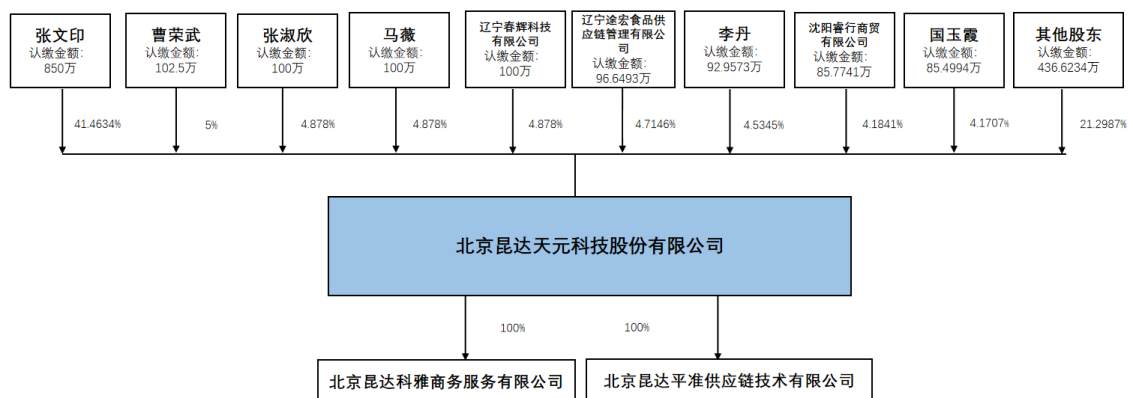 张文印
认缴金额:
850万
曹荣武
认缴金额:
102.5万
张淑欣
认缴金额:
100万
马薇
认缴金额:
100万
辽宁春辉科技
有限公司
认缴金额:
100万
辽宁途宏食品供
应链管理有限公
司
认缴金额:
96.6493万
李丹
认缴金额:
92.9573万
沈阳睿行商贸
有限公司
认缴金额:
85.7741万
国玉霞
认缴金额:
85.4994万
其他股东
认缴金额:
436.6234万
41.4634%
5%
4.878%
4.878%
4.878%
4.7146%
4.5345%
4.1841%
4.1707%
21.2987%
北京昆达天元科技股份有限公司
100%
100%
北京昆达科雅商务服务有限公司
北京昆达平准供应链技术有限公司